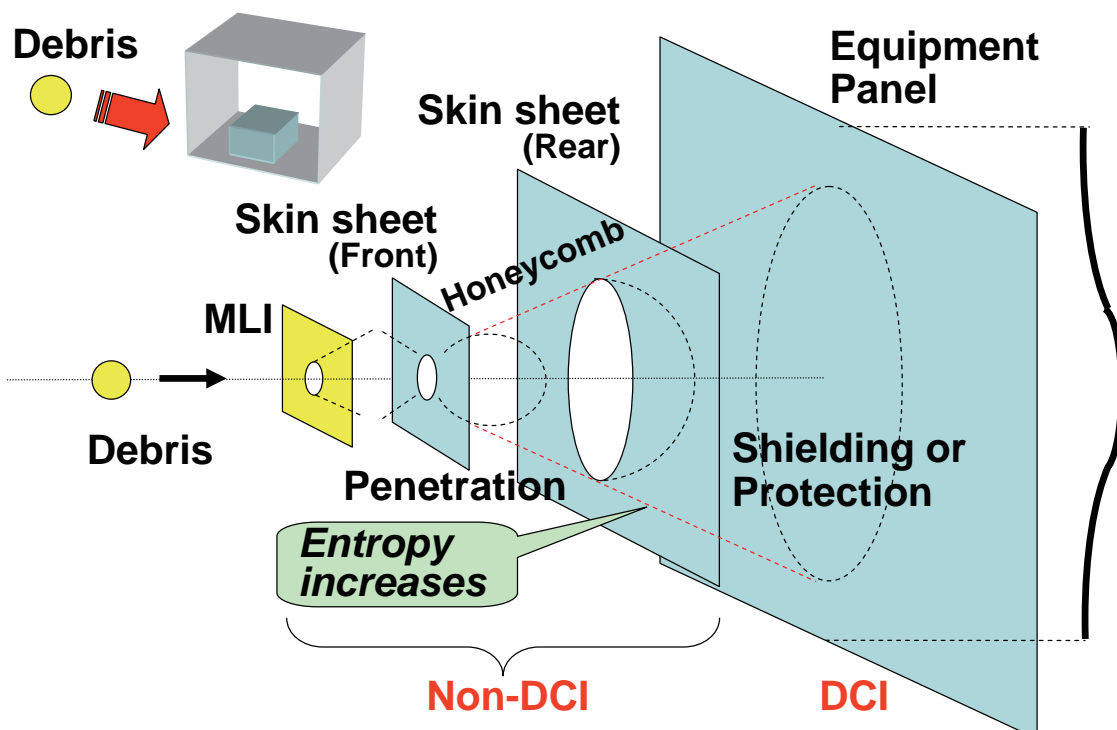 Debris
Equipment
Panel
Skin sheet
(Rear)
Skin sheet
(Front)
Honeycomb
MLI
Debris
Penetration
Shielding or
Protection
Entropy
increases
Non-DCI
DCI